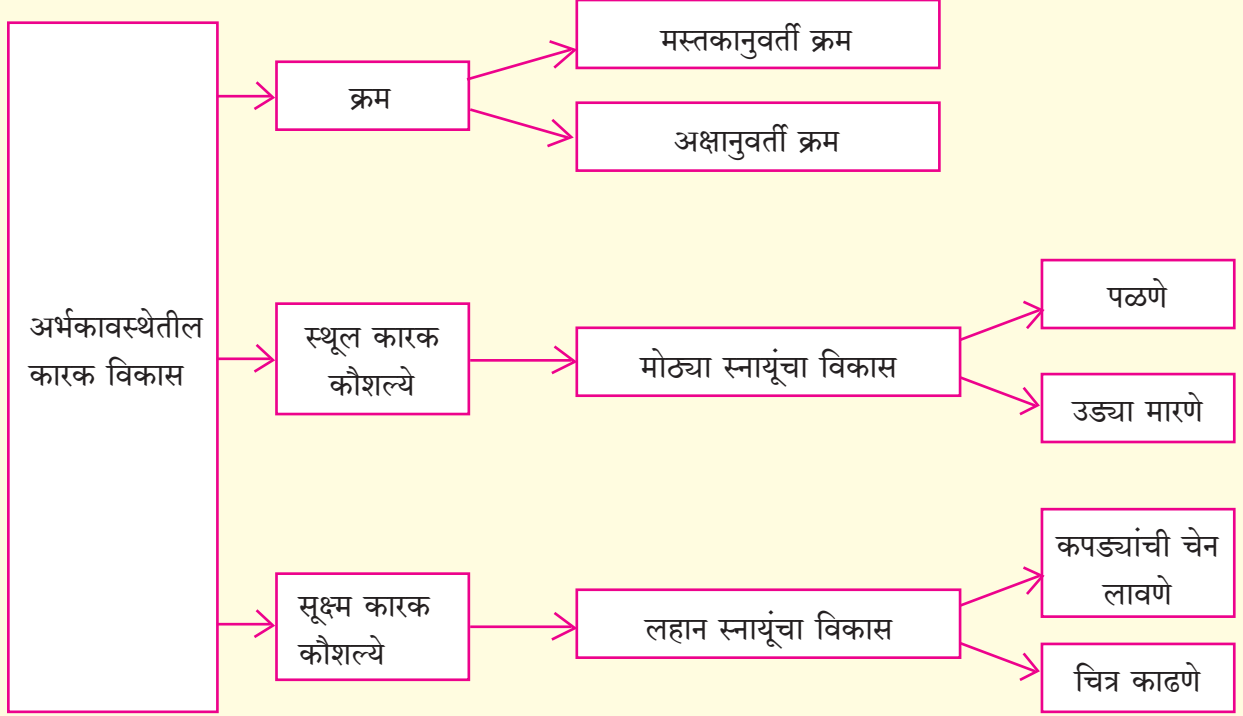 अर्भकावस्थेतील
कारक विकास
क्रम
मस्तकानुवर्ती क्रम
अक्षानुवर्ती क्रम
स्थूल कारक
कौशल्ये
मोठ्या स्नायूंचा विकास
पळणे
उड्या मारणे
सूक्ष्म कारक
कौशल्ये
लहान स्नायूंचा विकास
कपड्यांची चेन
लावणे
चित्र काढणे